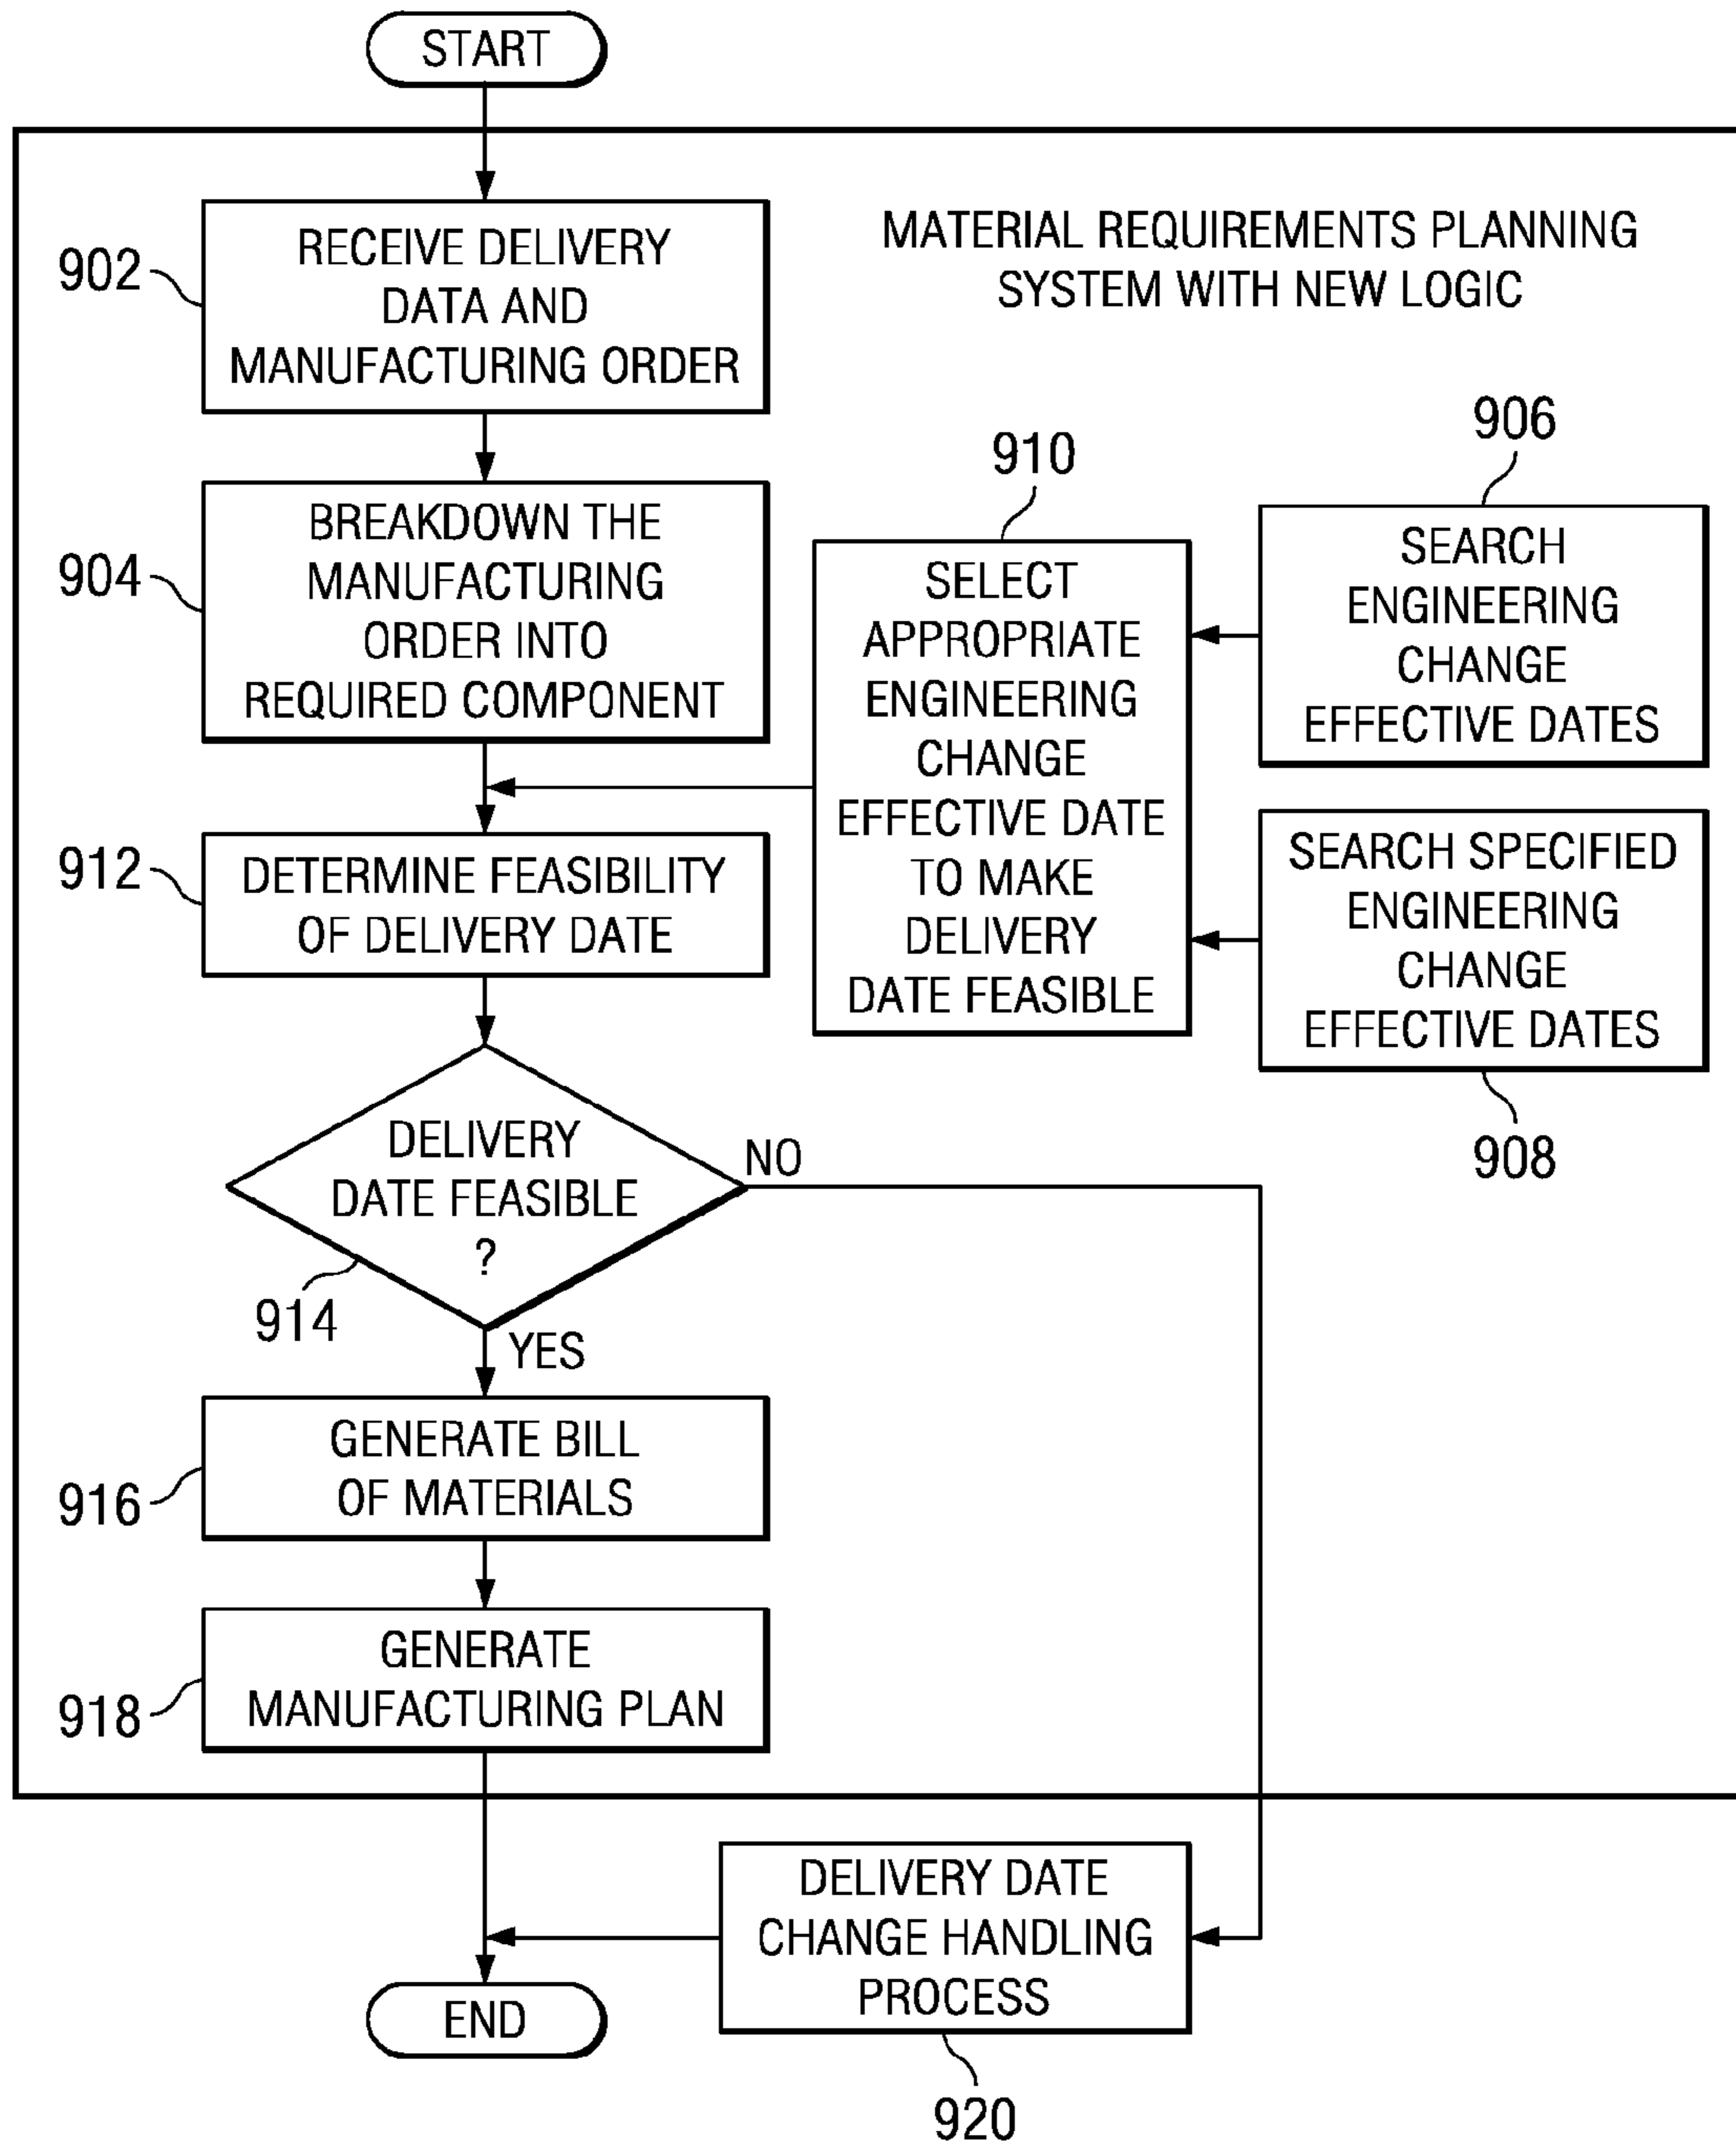 START
902
RECEIVE DELIVERY
DATA AND
MANUFACTURING ORDER
MATERIAL REQUIREMENTS PLANNING
SYSTEM WITH NEW LOGIC
904
BREAKDOWN THE
MANUFACTURING
ORDER INTO
REQUIRED COMPONENT
910
SELECT
APPROPRIATE
ENGINEERING
CHANGE
EFFECTIVE DATE
TO MAKE
DELIVERY
DATE FEASIBLE
906
SEARCH
ENGINEERING
CHANGE
EFFECTIVE DATES
SEARCH SPECIFIED
ENGINEERING
CHANGE
EFFECTIVE DATES
908
912
DETERMINE FEASIBILITY
OF DELIVERY DATE
DELIVERY
DATE FEASIBLE
?
NO
914
YES
916
GENERATE BILL
OF MATERIALS
918
GENERATE
MANUFACTURING PLAN
DELIVERY DATE
CHANGE HANDLING
PROCESS
920
END